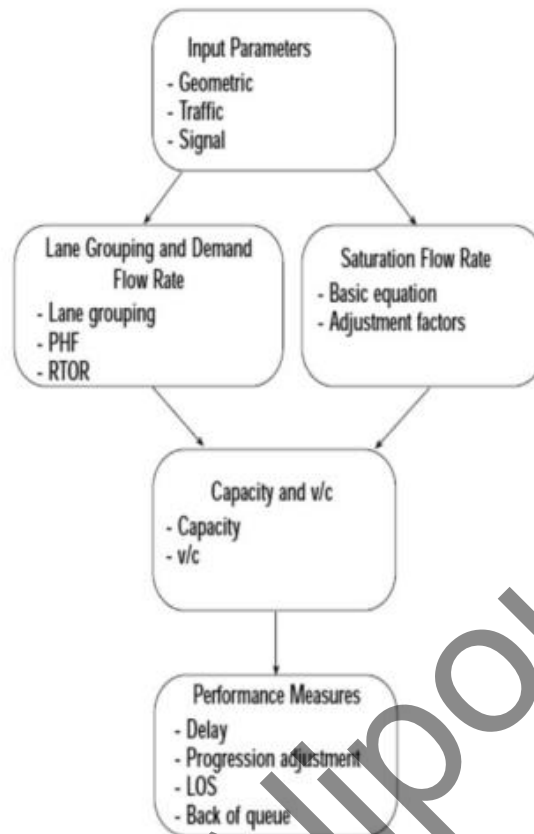 Input Parameters
- Geometric
- Traffic
- Signal
Lane Grouping and Demand
Flow Rate
- Lane grouping
- PHF
- RTOR
Saturation Flow Rate
- Basic equation
- Adjustment factors
Capacity and v/c
- Capacity
- v/c
Performance Measures
- Delay
- Progression adjustment
- LOS
- Back of queue